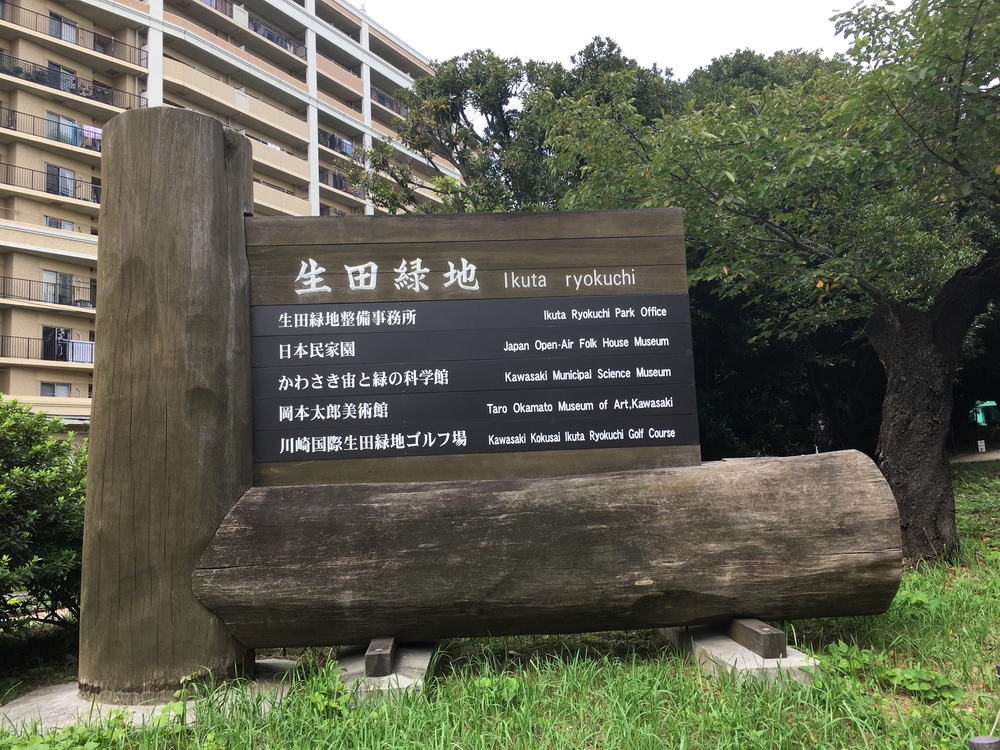 生田緑地 Ikuta ryokuchi
生田緑地整備事務所 Ikuta Ryokuchi Park Office
日本民家園 Japan Open-Air Folk House Museum
かわさき宙と緑の科学館 Kawasaki Municipal Science Museum
岡本太郎美術館 Taro Okamato Museum of Art,Kawasaki
川崎国際生田緑地ゴルフ場 Kawasaki Kokusai Ikuta Ryokuchi Golf Course